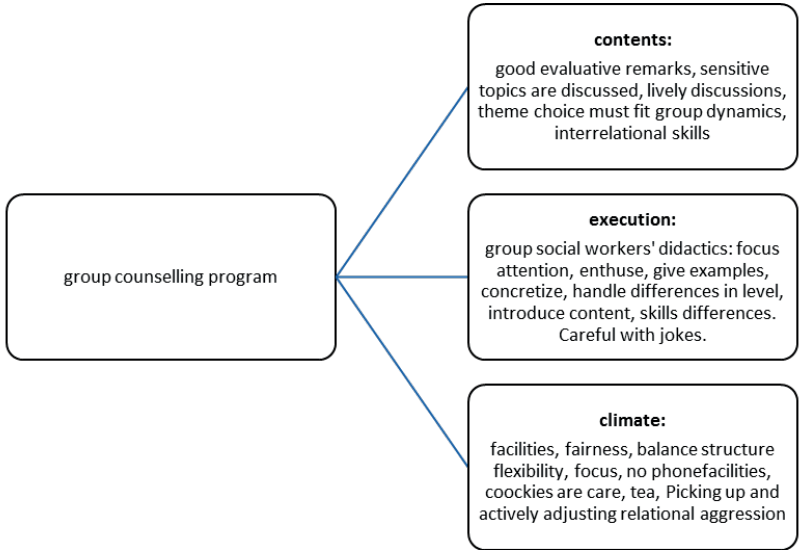 contents:
good evaluative remarks, sensitive
topics are discussed, lively discussions,
theme choice must fit group dynamics,
interrelational skills
group counselling program
execution:
group social workers' didactics: focus
attention, enthuse, give examples,
concretize, handle differences in level,
introduce content, skills differences.
Careful with jokes.
climate:
facilities, fairness, balance structure
flexibility, focus, no phonefacilities,
coockies are care, tea, Picking up and
actively adjusting relational aggression